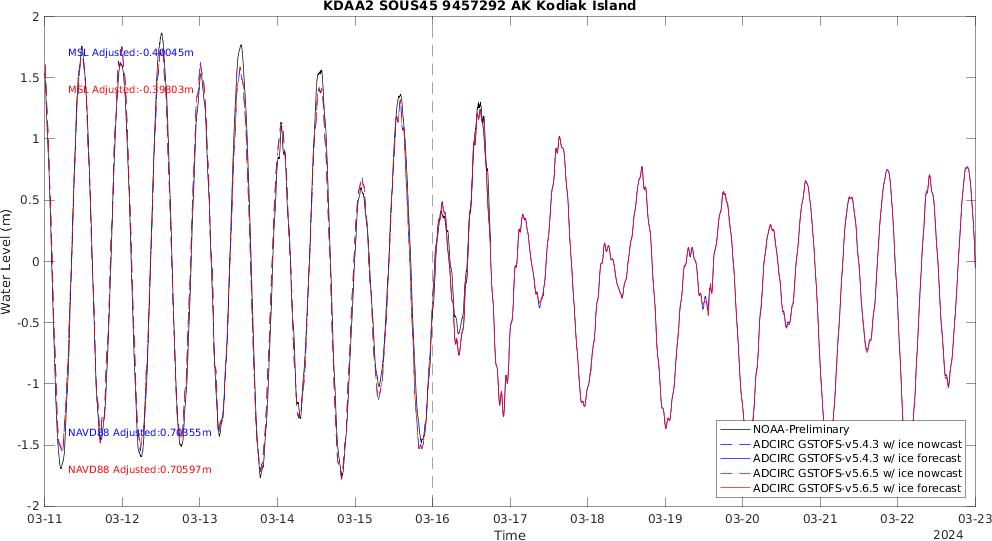 KDAA2 SOUS45 9457292 AK Kodiak Island
2
1.5
1
0.5
0
-0.5
-1
-1.5
-2
Water Level (m)
MSL Adjusted:-0.40045m
MSL Adjusted:-0.39803m
NAVD88 Adjusted:0.70355m
NAVD88 Adjusted:0.70597m
NOAA-Preliminary
ADCIRC GSTOFS-v5.4.3 w/ ice nowcast
ADCIRC GSTOFS-v5.4.3 w/ ice forecast
ADCIRC GSTOFS-v5.6.5 w/ ice nowcast
ADCIRC GSTOFS-v5.6.5 w/ ice forecast
03-11 03-12 03-13 03-14 03-15 03-16 03-17 03-18 03-19 03-20 03-21 03-22 03-23
Time
2024